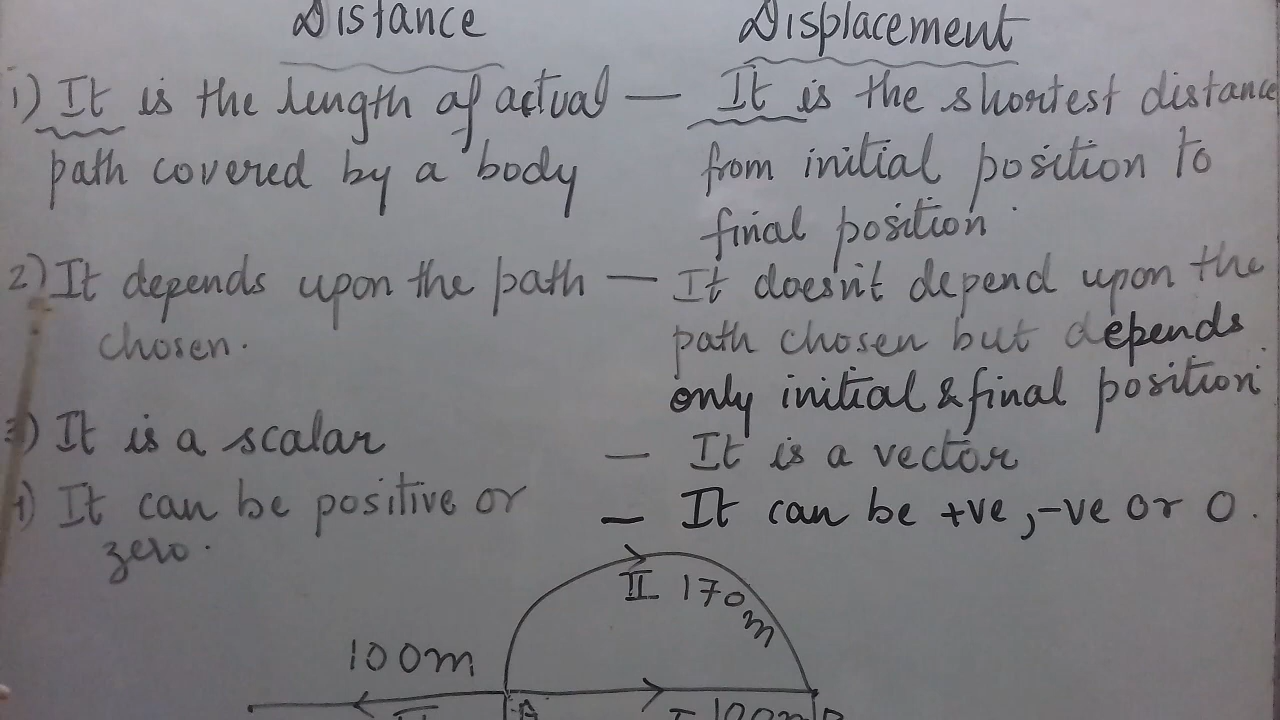 Distance Displacement
1) It is the length of actual — It is the shortest distance
path covered by a body from initial position to
final position.
2) It depends upon the path — It doesn't depend upon the
chosen. path chosen but depends
only initial & final position
3) It is a scalar — It is a vector
4) It can be positive or — It can be +ve, -ve or 0.
zero.
II 170m
100m
A I 100m B